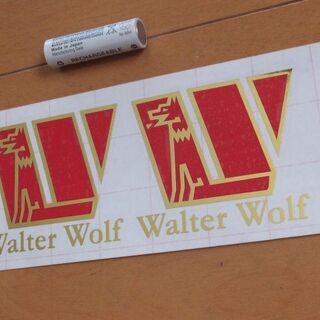 Made in Japan
RECHARGEABLE
Walter Wolf
Walter Wolf